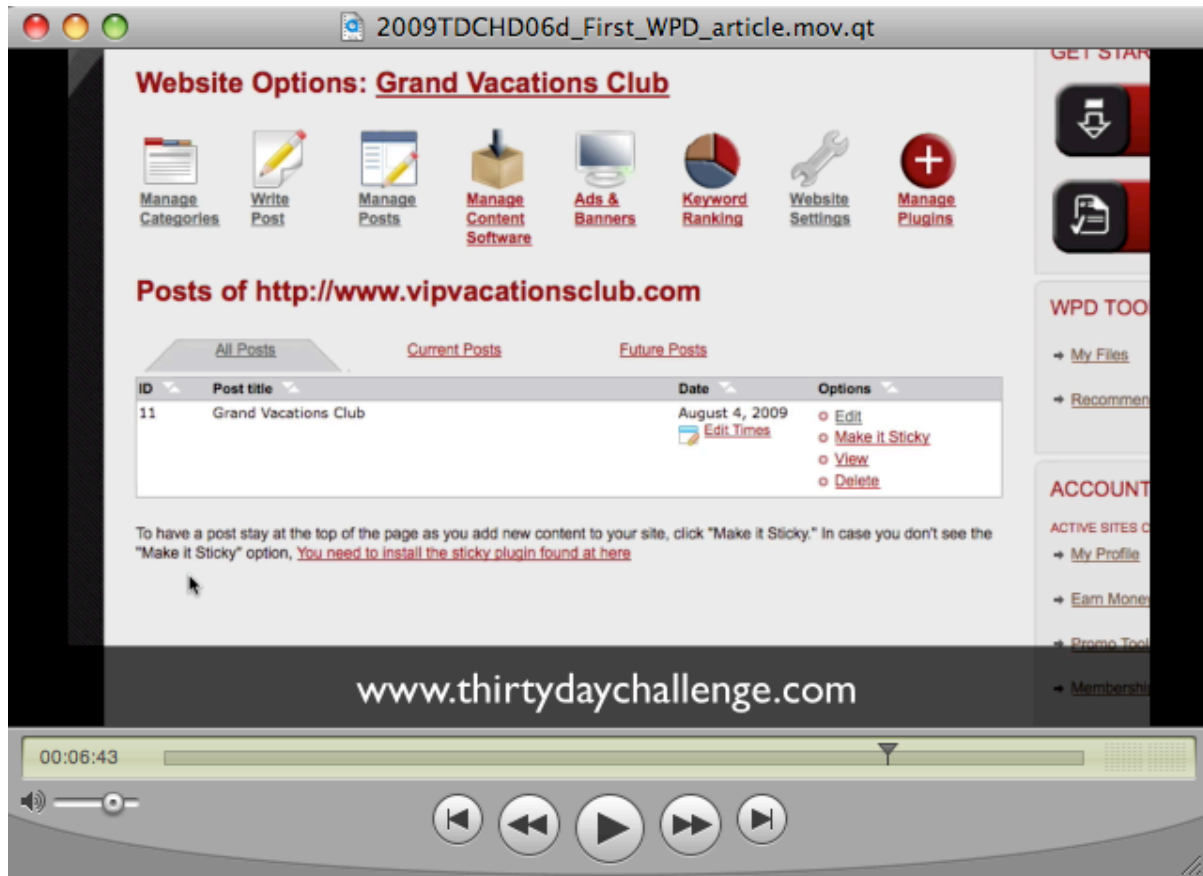 2009TDCHD06d_First_WPD_article.mov.qt
Website Options: Grand Vacations Club
Manage Categories
Write Post
Manage Posts
Manage Content Software
Ads & Banners
Keyword Ranking
Website Settings
Manage Plugins
Posts of http://www.vipvacationsclub.com
All Posts
Current Posts
Future Posts
ID Post title Date Options
11 Grand Vacations Club August 4, 2009
Edit Times
Edit
Make it Sticky
View
Delete
To have a post stay at the top of the page as you add new content to your site, click "Make it Sticky." In case you don't see the
"Make it Sticky" option, You need to install the sticky plugin found at here
GET STAR
WPD TOO
My Files
Recommen
ACCOUNT
ACTIVE SITES C
My Profile
Earn Money
Promo Tool
Membership
www.thirtydaychallenge.com
00:06:43